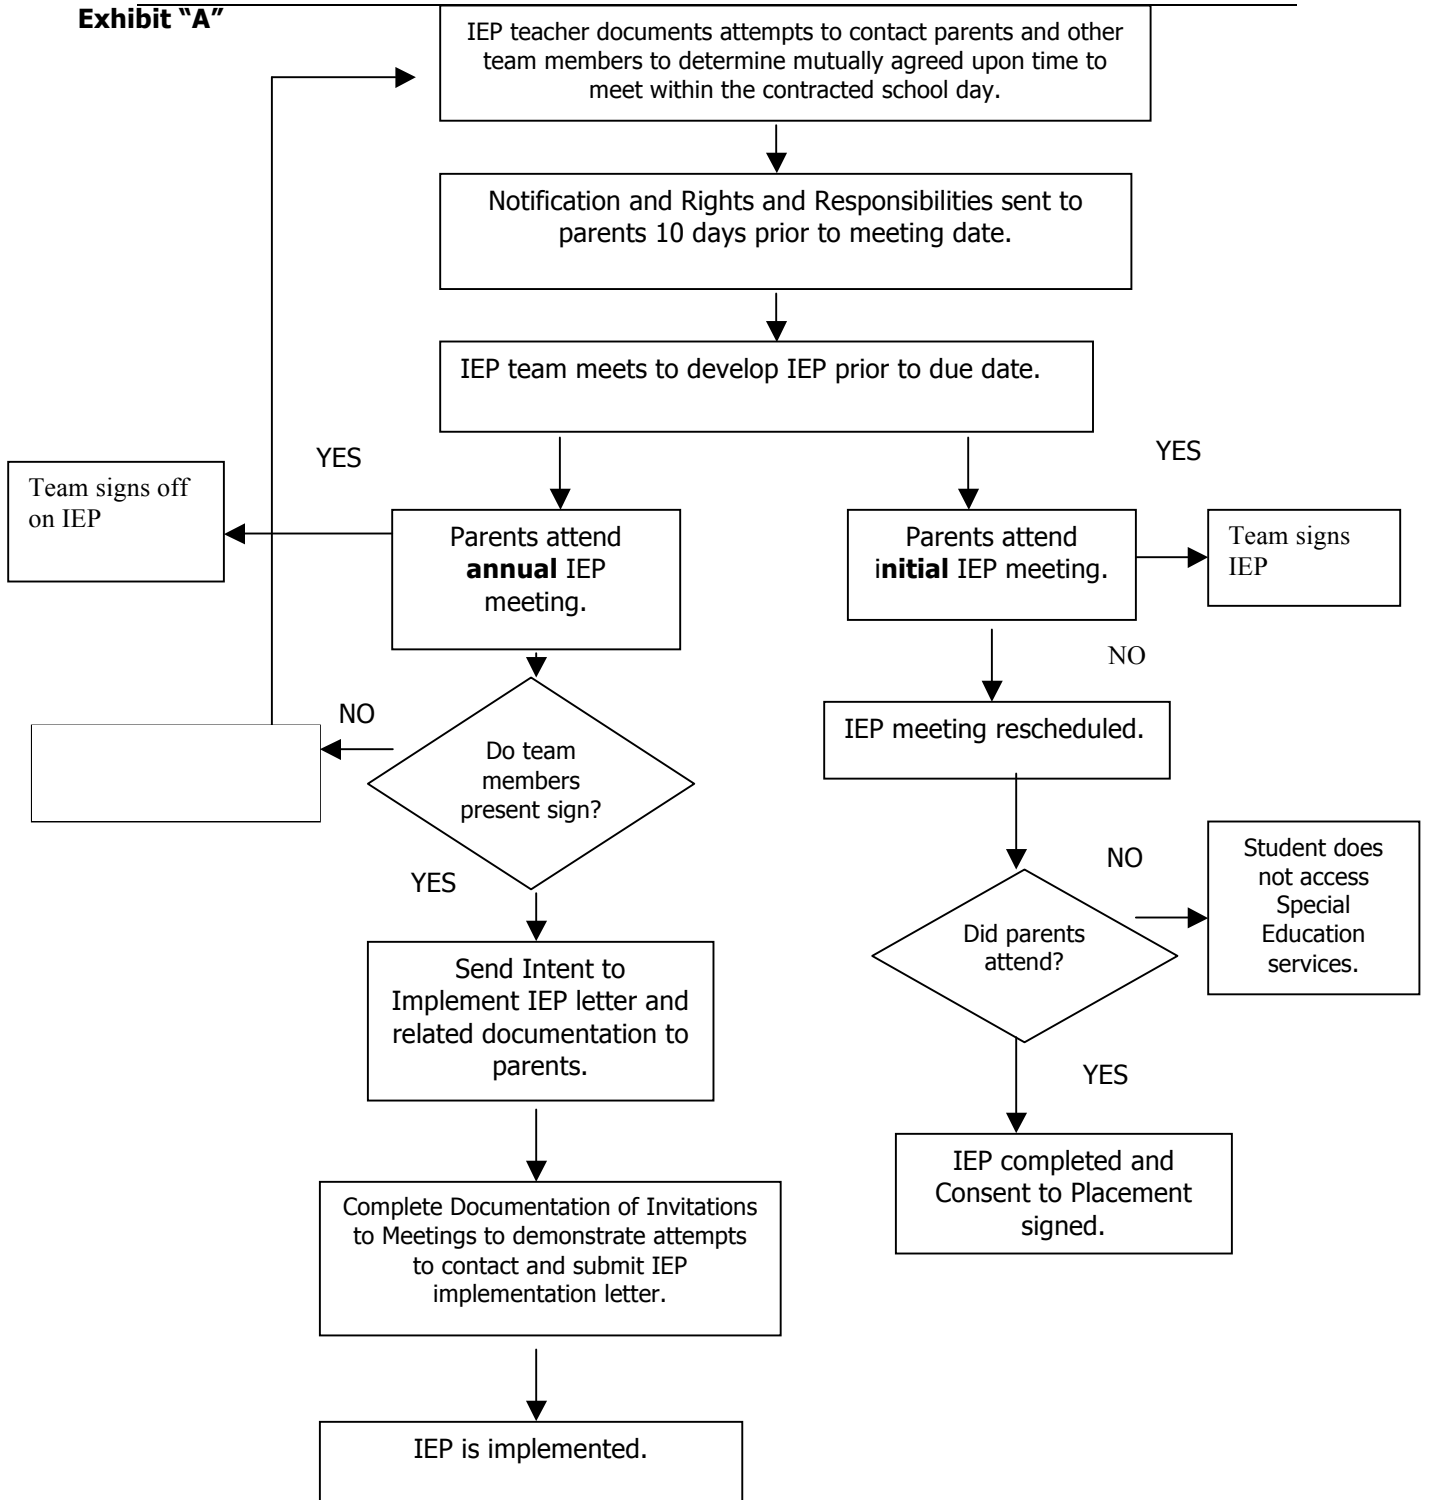 Exhibit “A”
IEP teacher documents attempts to contact parents and other
team members to determine mutually agreed upon time to
meet within the contracted school day.
Notification and Rights and Responsibilities sent to
parents 10 days prior to meeting date.
IEP team meets to develop IEP prior to due date.
YES
YES
Team signs off
on IEP
Parents attend
annual IEP
meeting.
Parents attend
initial IEP meeting.
Team signs
IEP
NO
NO
IEP meeting rescheduled.
Do team
members
present sign?
YES
NO
Student does
not access
Special
Education
services.
Did parents
attend?
Send Intent to
Implement IEP letter and
related documentation to
parents.
YES
IEP completed and
Consent to Placement
signed.
Complete Documentation of Invitations
to Meetings to demonstrate attempts
to contact and submit IEP
implementation letter.
IEP is implemented.